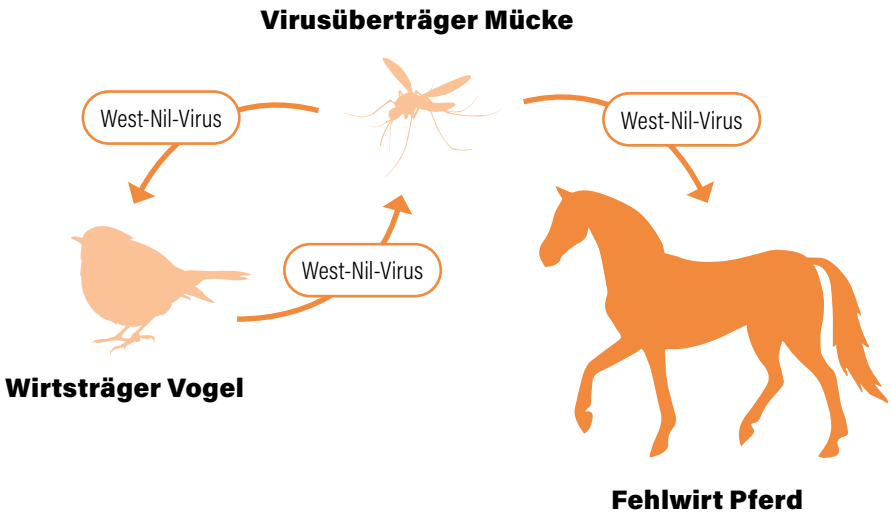 Virusüberträger Mücke
West-Nil-Virus
West-Nil-Virus
West-Nil-Virus
Wirtsträger Vogel
Fehlwirt Pferd